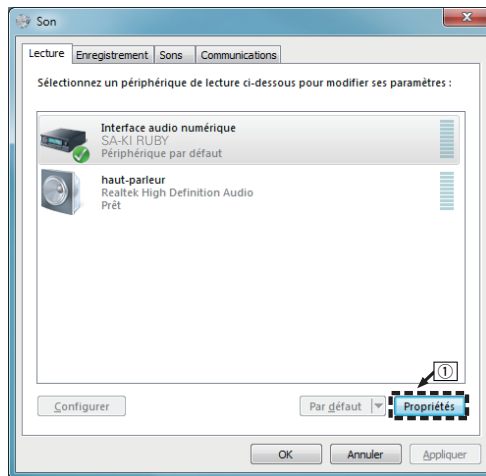 Son
Lecture Enregistrement Sons Communications
Sélectionnez un périphérique de lecture ci-dessous pour modifier ses paramètres :
Interface audio numérique
SA-KI RUBY
Périphérique par défaut
haut-parleur
Realtek High Definition Audio
Prêt
①
Configurer Par défaut Propriétés
OK Annuler Appliquer